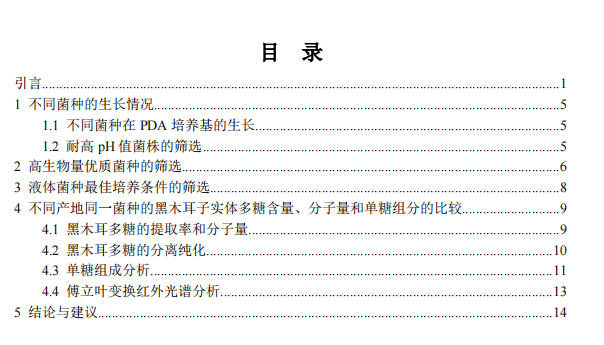 目 录
引言........................................................................................................1
1 不同菌种的生长情况........................................................................5
1.1 不同菌种在 PDA 培养基的生长....................................................5
1.2 耐高 pH 值菌株的筛选................................................................5
2 高生物量优质菌种的筛选................................................................6
3 液体菌种最佳培养条件的筛选........................................................8
4 不同产地同一菌种的黑木耳子实体多糖含量、分子量和单糖组分的比较........................9
4.1 黑木耳多糖的提取率和分子量......................................................9
4.2 黑木耳多糖的分离纯化..............................................................10
4.3 单糖组成分析............................................................................11
4.4 傅立叶变换红外光谱分析..........................................................13
5 结论与建议......................................................................................14